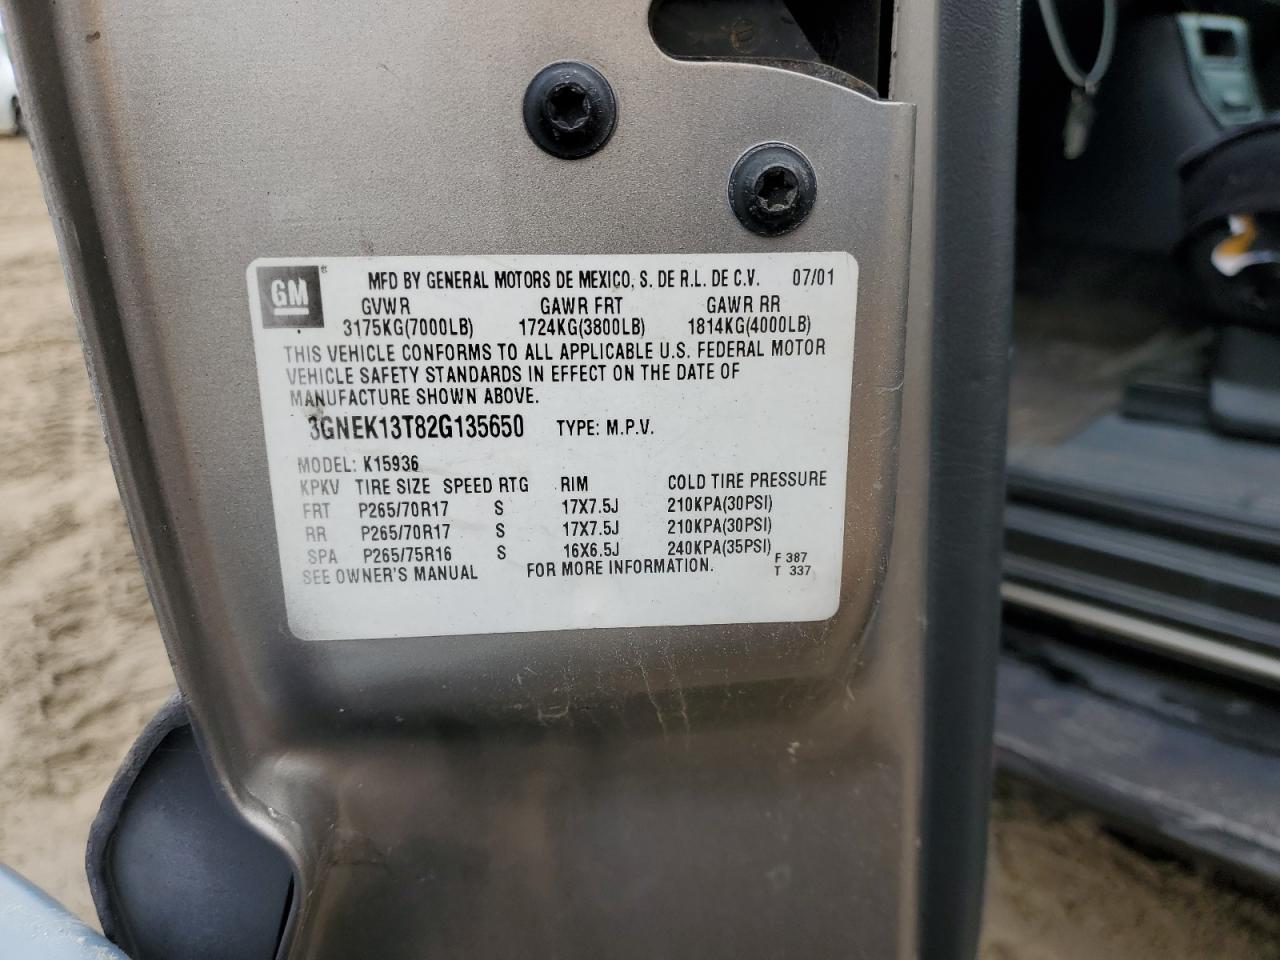 GM ®
MFD BY GENERAL MOTORS DE MEXICO, S. DE R.L. DE C.V. 07/01
GVWR GAWR FRT GAWR RR
3175KG(7000LB) 1724KG(3800LB) 1814KG(4000LB)
THIS VEHICLE CONFORMS TO ALL APPLICABLE U.S. FEDERAL MOTOR
VEHICLE SAFETY STANDARDS IN EFFECT ON THE DATE OF
MANUFACTURE SHOWN ABOVE.
3GNEK13T82G135650 TYPE: M.P.V.
MODEL: K15936
KPKV TIRE SIZE SPEED RTG RIM COLD TIRE PRESSURE
FRT P265/70R17 S 17X7.5J 210KPA(30PSI)
RR P265/70R17 S 17X7.5J 210KPA(30PSI)
SPA P265/75R16 S 16X6.5J 240KPA(35PSI)
SEE OWNER'S MANUAL FOR MORE INFORMATION. F 387
T 337